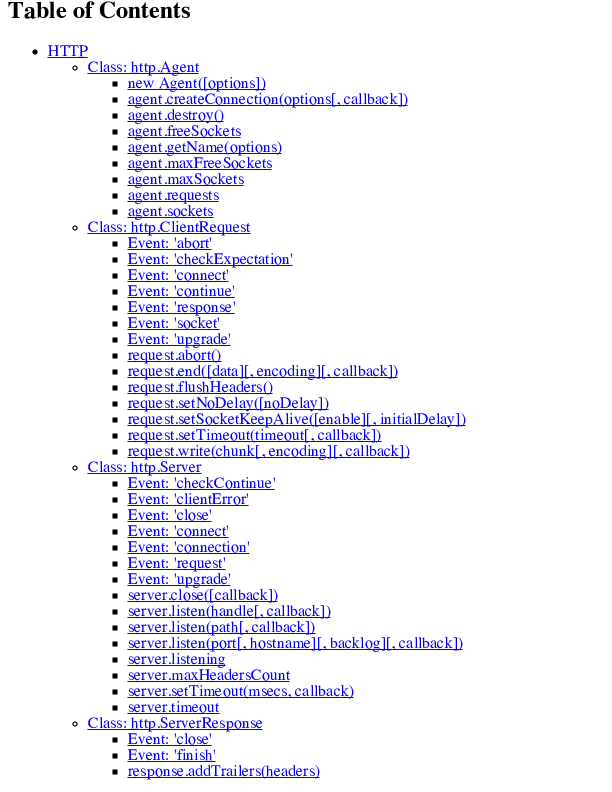 Table of Contents
HTTP
Class: http.Agent
new Agent([options])
agent.createConnection(options[, callback])
agent.destroy()
agent.freeSockets
agent.getName(options)
agent.maxFreeSockets
agent.maxSockets
agent.requests
agent.sockets
Class: http.ClientRequest
Event: 'abort'
Event: 'checkExpectation'
Event: 'connect'
Event: 'continue'
Event: 'response'
Event: 'socket'
Event: 'upgrade'
request.abort()
request.end([data][, encoding][, callback])
request.flushHeaders()
request.setNoDelay([noDelay])
request.setSocketKeepAlive([enable][, initialDelay])
request.setTimeout(timeout[, callback])
request.write(chunk[, encoding][, callback])
Class: http.Server
Event: 'checkContinue'
Event: 'clientError'
Event: 'close'
Event: 'connect'
Event: 'connection'
Event: 'request'
Event: 'upgrade'
server.close([callback])
server.listen(handle[, callback])
server.listen(path[, callback])
server.listen(port[, hostname][, backlog][, callback])
server.listening
server.maxHeadersCount
server.setTimeout(msecs, callback)
server.timeout
Class: http.ServerResponse
Event: 'close'
Event: 'finish'
response.addTrailers(headers)